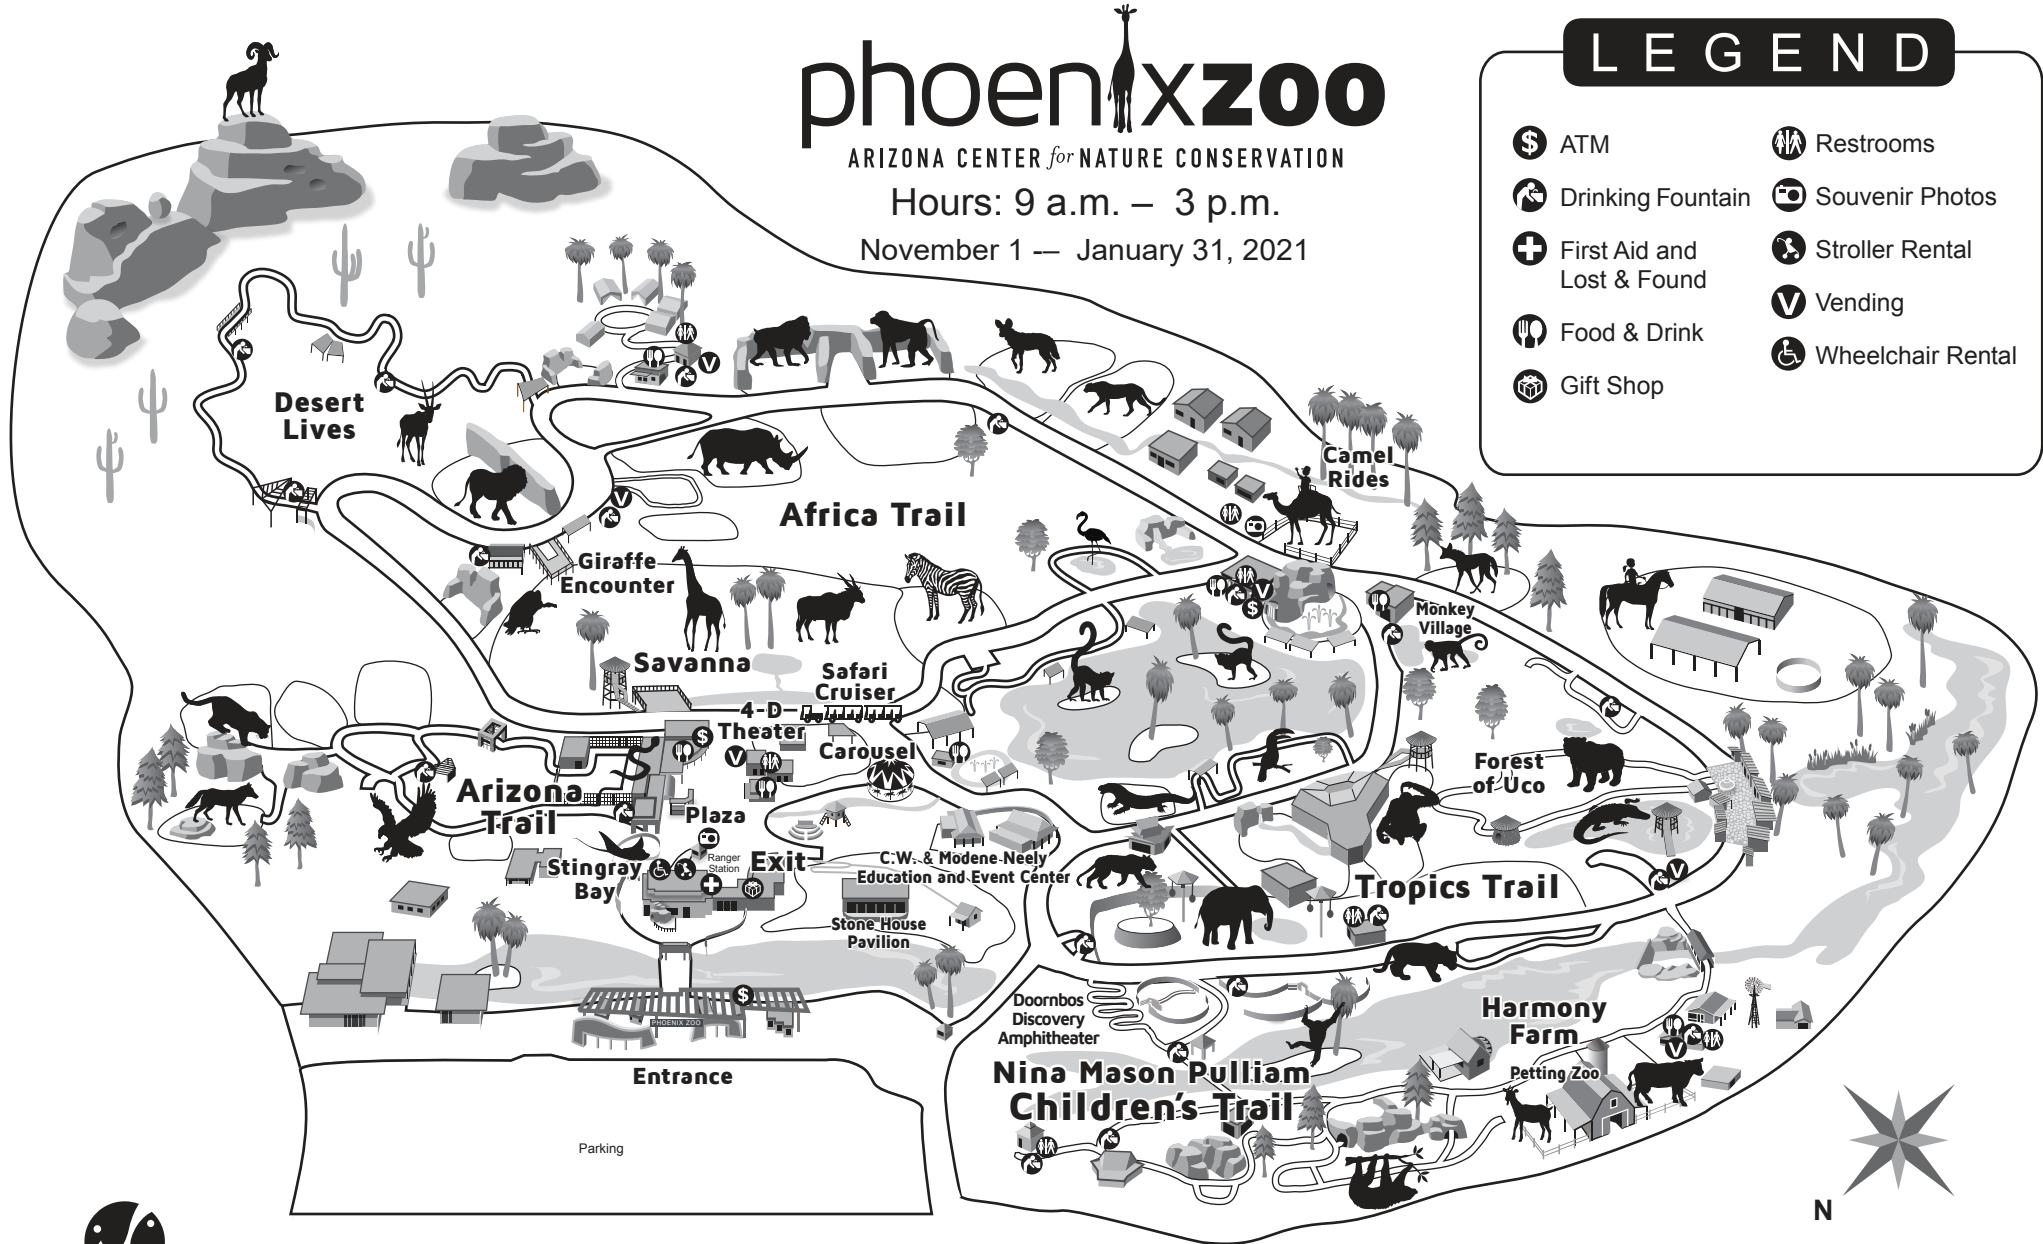 phoenixzoo
ARIZONA CENTER for NATURE CONSERVATION
Hours: 9 a.m. – 3 p.m.
November 1 -– January 31, 2021
LEGEND
$ ATM
Drinking Fountain
First Aid and
Lost & Found
Food & Drink
Gift Shop
Restrooms
Souvenir Photos
Stroller Rental
V Vending
Wheelchair Rental
V
Desert
Lives
Camel
Rides
V
Africa Trail
Giraffe
Encounter
V
$
Monkey
Village
Savanna
Safari
Cruiser
4-D
Theater
$
V
Carousel
Forest
of Uco
Arizona
Trail
Plaza
Stingray
Bay
Ranger
Station
Exit
C.W. & Modene Neely
Education and Event Center
V
Tropics Trail
Stone House
Pavilion
$
PHOENIX ZOO
Doornbos
Discovery
Amphitheater
Harmony
Farm
V
Entrance
Nina Mason Pulliam
Children's Trail
Petting Zoo
Parking
N